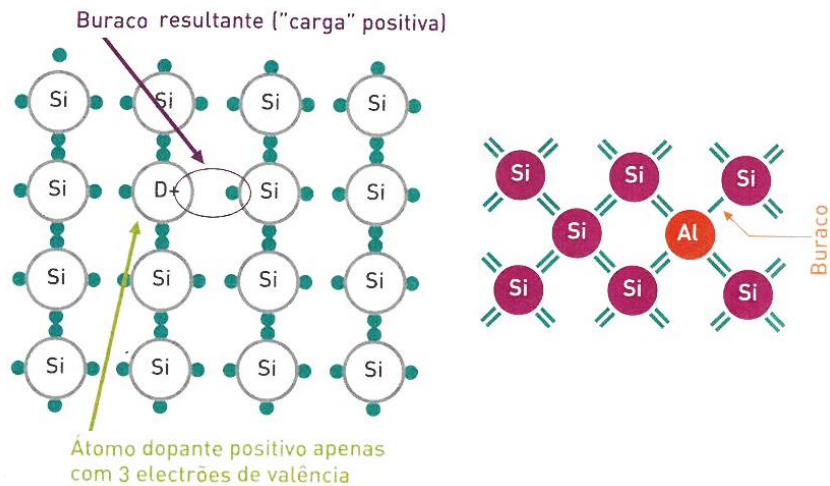 Buraco resultante ("carga" positiva)
Si Si Si Si
Si D+ Si Si
Si Si Si Si
Si Si Si Si
Átomo dopante positivo apenas
com 3 electrões de valência
Si Si Si
Si Al
Si Si Si
Buraco